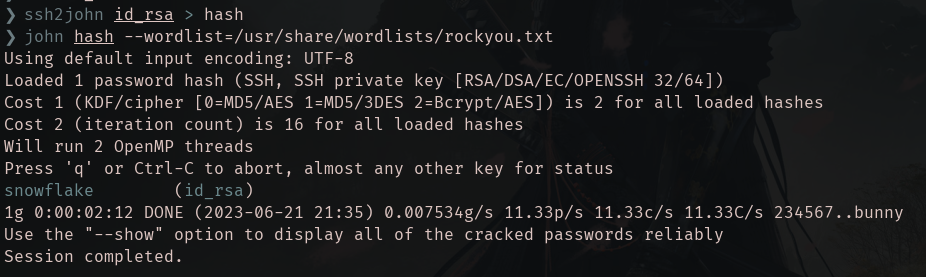 ❯ ssh2john id_rsa > hash
❯ john hash --wordlist=/usr/share/wordlists/rockyou.txt
Using default input encoding: UTF-8
Loaded 1 password hash (SSH, SSH private key [RSA/DSA/EC/OPENSSH 32/64])
Cost 1 (KDF/cipher [0=MD5/AES 1=MD5/3DES 2=Bcrypt/AES]) is 2 for all loaded hashes
Cost 2 (iteration count) is 16 for all loaded hashes
Will run 2 OpenMP threads
Press 'q' or Ctrl-C to abort, almost any other key for status
snowflake        (id_rsa)
1g 0:00:02:12 DONE (2023-06-21 21:35) 0.007534g/s 11.33p/s 11.33c/s 11.33C/s 234567..bunny
Use the "--show" option to display all of the cracked passwords reliably
Session completed.